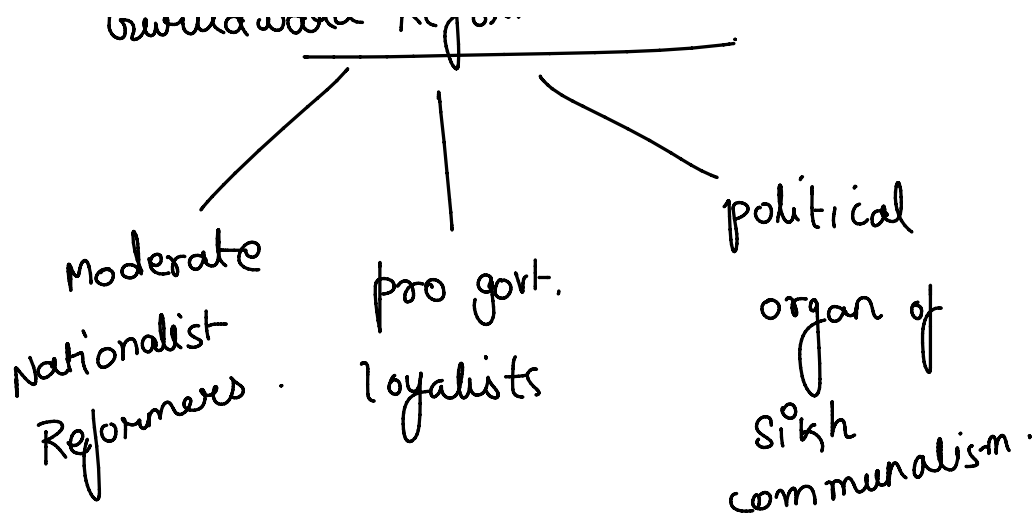 Moderate
Nationalist
Reformers.
pro govt.
loyalists
political
organ of
Sikh
communalism.